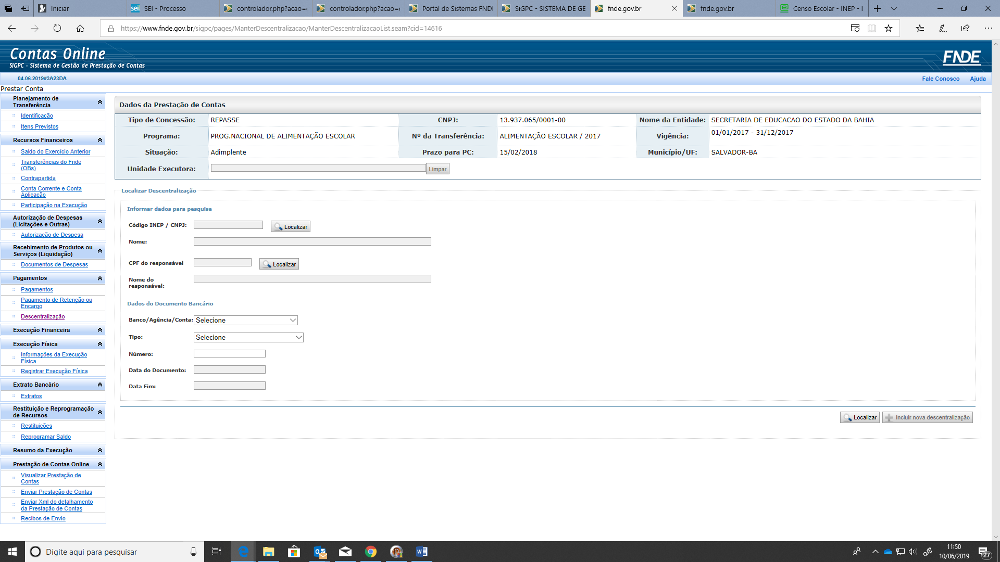 Iniciar
SEI - Processo
controlador.php?acao=
controlador.php?acao=
Portal de Sistemas FND
SiGPC - SISTEMA DE GE
fnde.gov.br
fnde.gov.br
Censo Escolar - INEP - I
https://www.fnde.gov.br/sigpc/pages/ManterDescentralizacao/ManterDescentralizacaoList.seam?cid=14616
Contas Online
SIGPC - Sistema de Gestão de Prestação de Contas
FNDE
04.06.2019#3A23DA
Fale Conosco
Ajuda
Prestar Conta
Planejamento de
Transferência
Identificação
Itens Previstos
Recursos Financeiros
Saldo do Exercício Anterior
Transferências do Fnde
(OBs)
Contrapartida
Conta Corrente e Conta
Aplicação
Participação na Execução
Autorização de Despesas
(Licitações e Outras)
Autorização de Despesa
Recebimento de Produtos ou
Serviços (Liquidação)
Documentos de Despesas
Pagamentos
Pagamentos
Pagamento de Retenção ou
Encargo
Descentralização
Execução Financeira
Execução Física
Informações da Execução
Física
Registrar Execução Física
Extrato Bancário
Extratos
Restituição e Reprogramação
de Recursos
Restituições
Reprogramar Saldo
Resumo da Execução
Prestação de Contas Online
Visualizar Prestação de
Contas
Enviar Prestação de Contas
Enviar Xml do detalhamento
da Prestação de Contas
Recibos de Envio
Dados da Prestação de Contas
Tipo de Concessão: REPASSE CNPJ: 13.937.065/0001-00 Nome da Entidade: SECRETARIA DE EDUCACAO DO ESTADO DA BAHIA
Programa: PROG.NACIONAL DE ALIMENTAÇÃO ESCOLAR Nº da Transferência: ALIMENTAÇÃO ESCOLAR / 2017 Vigência: 01/01/2017 - 31/12/2017
Situação: Adimplente Prazo para PC: 15/02/2018 Município/UF: SALVADOR-BA
Unidade Executora: Limpar
Localizar Descentralização
Informar dados para pesquisa
Código INEP / CNPJ: Localizar
Nome:
CPF do responsável Localizar
Nome do
responsável:
Dados do Documento Bancário
Banco/Agência/Conta: Selecione
Tipo: Selecione
Número:
Data do Documento:
Data Fim:
Localizar Incluir nova descentralização
Digite aqui para pesquisar
11:50
10/06/2019
27